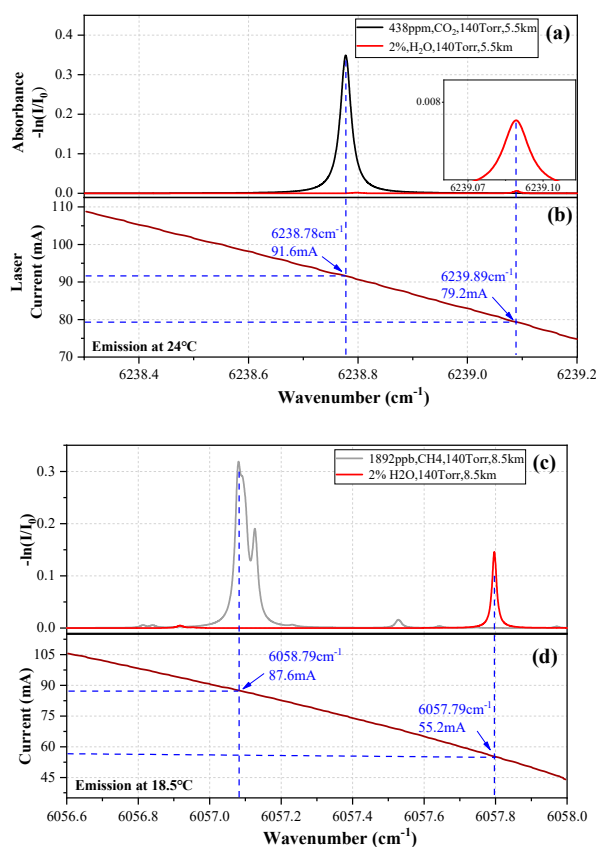 438ppm,CO₂,140Torr,5.5km
2%,H₂O,140Torr,5.5km
(a)
Absorbance
-ln(I/I₀)
0.4
0.3
0.2
0.1
0.0
0.008
6239.07
6239.10
(b)
Laser
Current (mA)
110
100
90
80
70
6238.78cm⁻¹
91.6mA
6239.89cm⁻¹
79.2mA
Emission at 24℃
6238.4
6238.6
6238.8
6239.0
6239.2
Wavenumber (cm⁻¹)
1892ppb,CH4,140Torr,8.5km
2% H2O,140Torr,8.5km
(c)
-ln(I/I₀)
0.3
0.2
0.1
0.0
(d)
Current (mA)
105
90
75
60
45
6058.79cm⁻¹
87.6mA
6057.79cm⁻¹
55.2mA
Emission at 18.5℃
6056.6
6056.8
6057.0
6057.2
6057.4
6057.6
6057.8
6058.0
Wavenumber (cm⁻¹)